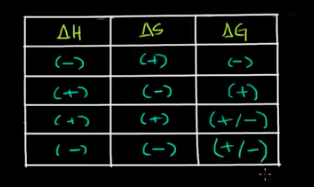 ΔH ΔS ΔG
(-) (+) (-)
(+) (-) (+)
(+) (+) (+/-)
(-) (-) (+/-)